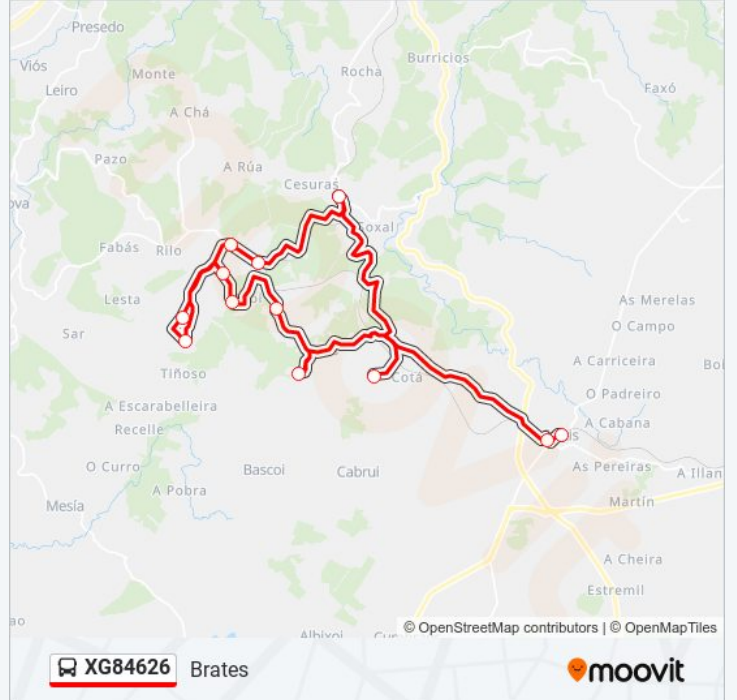 Presedo
Viós
Leiro
Monte
Rocha
Burricios
Faxó
A Chá
Pazo
A Rúa
Cesuras
Foxal
Fabás
Rilo
Lesta
Sar
Tiñoso
A Escarabelleira
Recelle
O Curro
A Pobra
Mesía
Bascoi
Cabrui
Cotá
As Merelas
O Campo
A Carriceira
O Padreiro
A Cabana
As Pereiras
A Illan
Martín
A Cheira
Estremil
Albixoi
© OpenStreetMap contributors | © OpenMapTiles
XG84626 Brates
moovit